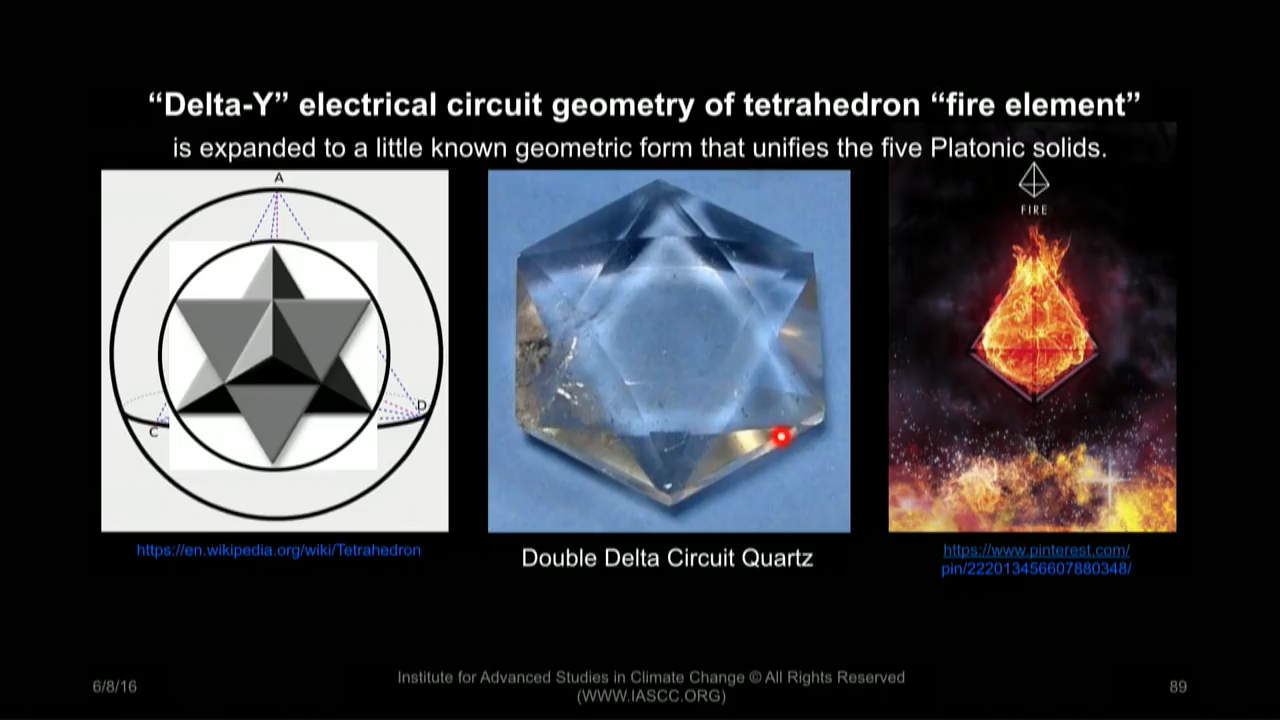 “Delta-Y” electrical circuit geometry of tetrahedron “fire element”
is expanded to a little known geometric form that unifies the five Platonic solids.
A
C
D
https://en.wikipedia.org/wiki/Tetrahedron
Double Delta Circuit Quartz
FIRE
https://www.pinterest.com/
pin/222013456607880348/
6/8/16
Institute for Advanced Studies in Climate Change © All Rights Reserved
(WWW.IASCC.ORG)
89